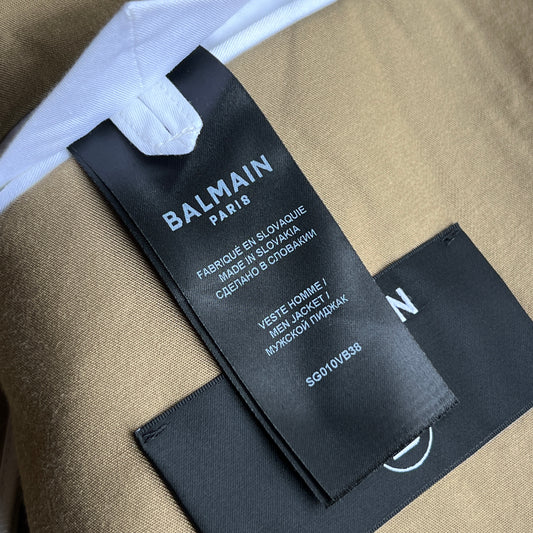 BALMAIN
PARIS
FABRIQUÉ EN SLOVAQUIE
MADE IN SLOVAKIA
СДЕЛАНО В СЛОВАКИИ
VESTE HOMME /
MEN JACKET /
МУЖСКОЙ ПИДЖАК
SG010VB38